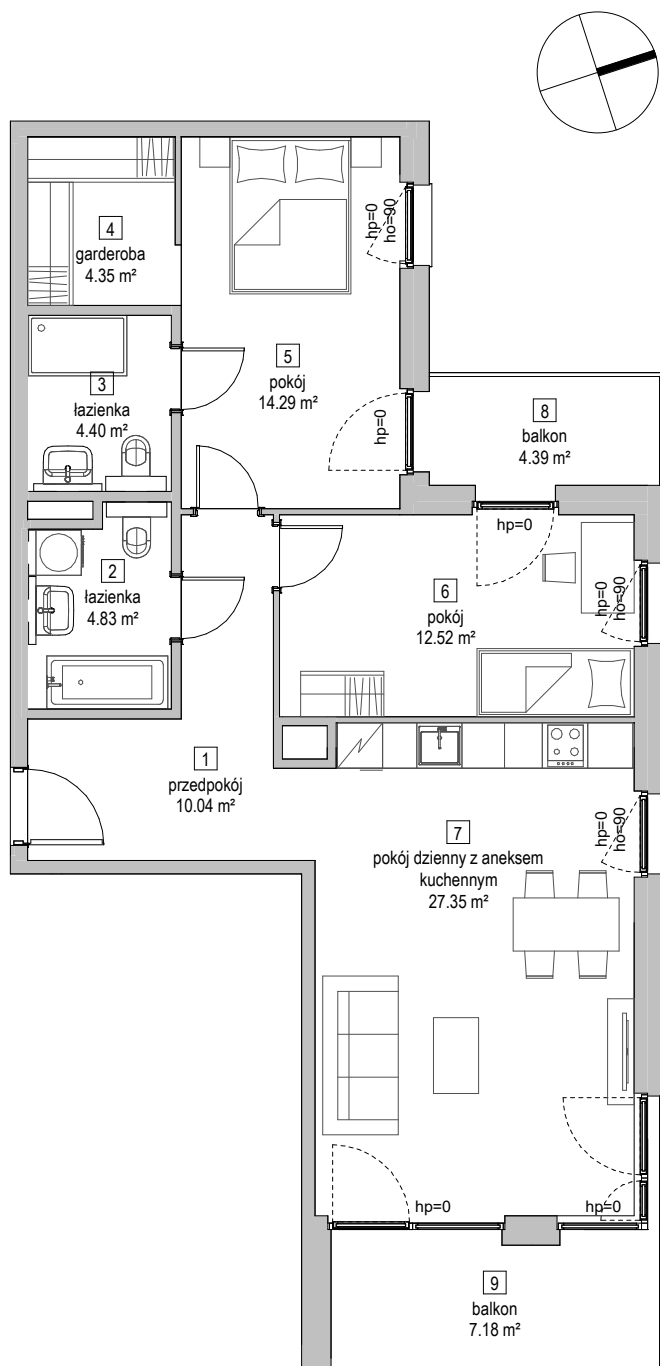 4
garderoba
4.35 m²
hp=0
ho=90
3
łazienka
4.40 m²
5
pokój
14.29 m²
hp=0
8
balkon
4.39 m²
hp=0
2
łazienka
4.83 m²
6
pokój
12.52 m²
hp=0
ho=90
1
przedpokój
10.04 m²
7
pokój dzienny z aneksem
kuchennym
27.35 m²
hp=0
ho=90
hp=0
hp=0
9
balkon
7.18 m²